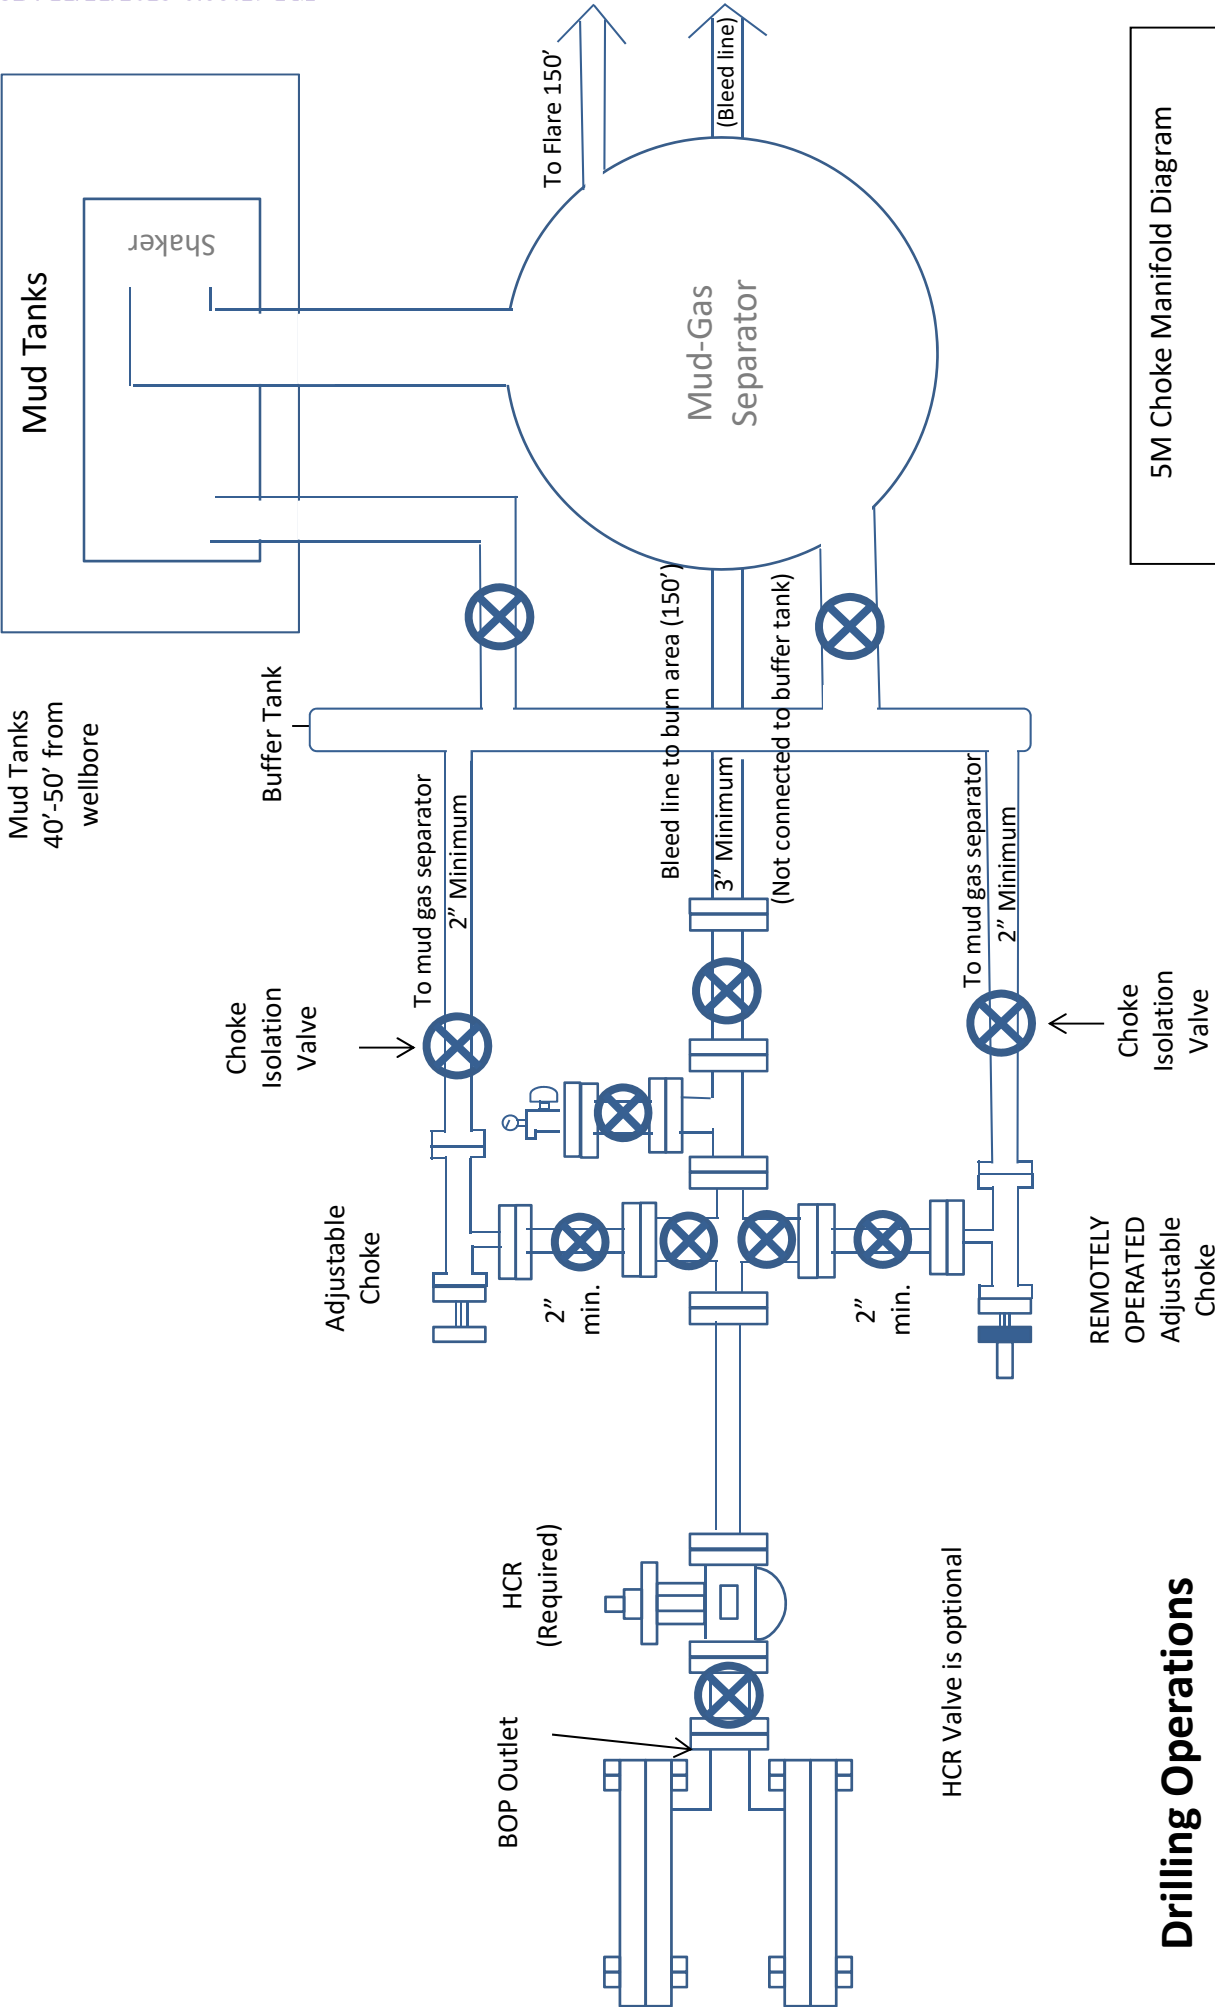 Drilling Operations
5M Choke Manifold Diagram
Mud Tanks
40’-50’ from
wellbore
Mud Tanks
Shaker
Buffer Tank
Choke
Isolation
Valve
Adjustable
Choke
To mud gas separator
2” Minimum
HCR
(Required)
BOP Outlet
2”
min.
To Flare 150’
(Bleed line)
Mud-Gas
Separator
Bleed line to burn area (150’)
3” Minimum
(Not connected to buffer tank)
2”
min.
HCR Valve is optional
To mud gas separator
2” Minimum
REMOTELY
OPERATED
Adjustable
Choke
Choke
Isolation
Valve